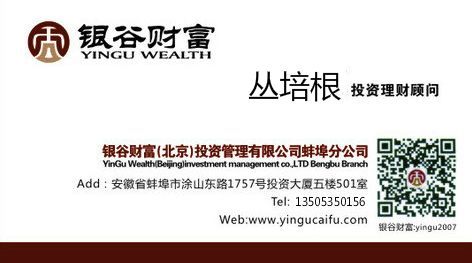 银谷财富
YINGU WEALTH
丛培根 投资理财顾问
银谷财富(北京)投资管理有限公司蚌埠分公司
YinGu Wealth(Beijing)investment management co.,LTD Bengbu Branch
Add：安徽省蚌埠市涂山东路1757号投资大厦五楼501室
Tel: 13505350156
Web:www.yingucaifu.com
银谷财富:yingu2007